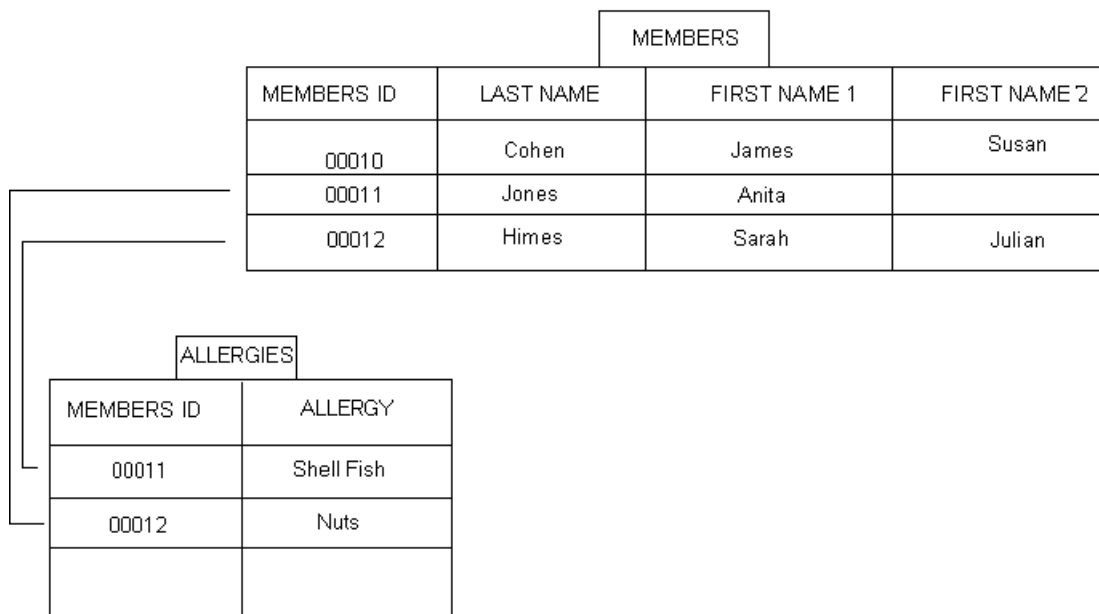 MEMBERS
MEMBERS ID LAST NAME FIRST NAME 1 FIRST NAME 2
00010 Cohen James Susan
00011 Jones Anita
00012 Himes Sarah Julian
ALLERGIES
MEMBERS ID ALLERGY
00011 Shell Fish
00012 Nuts